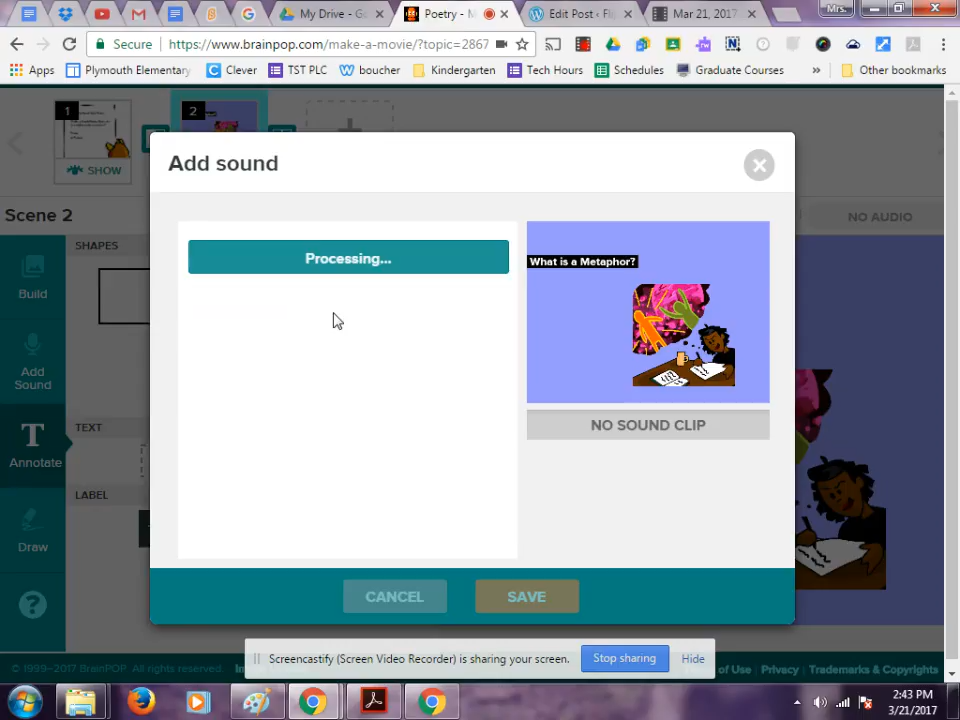 My Drive - Go
Poetry - M
Edit Post ‹ Fl
Mar 21, 2017
Mrs.
Secure
https://www.brainpop.com/make-a-movie/?topic=2867
Apps
Plymouth Elementary
Clever
TST PLC
boucher
Kindergarten
Tech Hours
Schedules
Graduate Courses
»
Other bookmarks
1
2
SHOW
Scene 2
NO AUDIO
Add sound
SHAPES
Build
Processing...
What is a Metaphor?
Add
Sound
NO SOUND CLIP
TEXT
T
Annotate
LABEL
Draw
?
CANCEL
SAVE
Screencastify (Screen Video Recorder) is sharing your screen.
Stop sharing
Hide
© 1999-2017 BrainPOP. All rights reserved.
of Use
Privacy
Trademarks & Copyrights
2:43 PM
3/21/2017